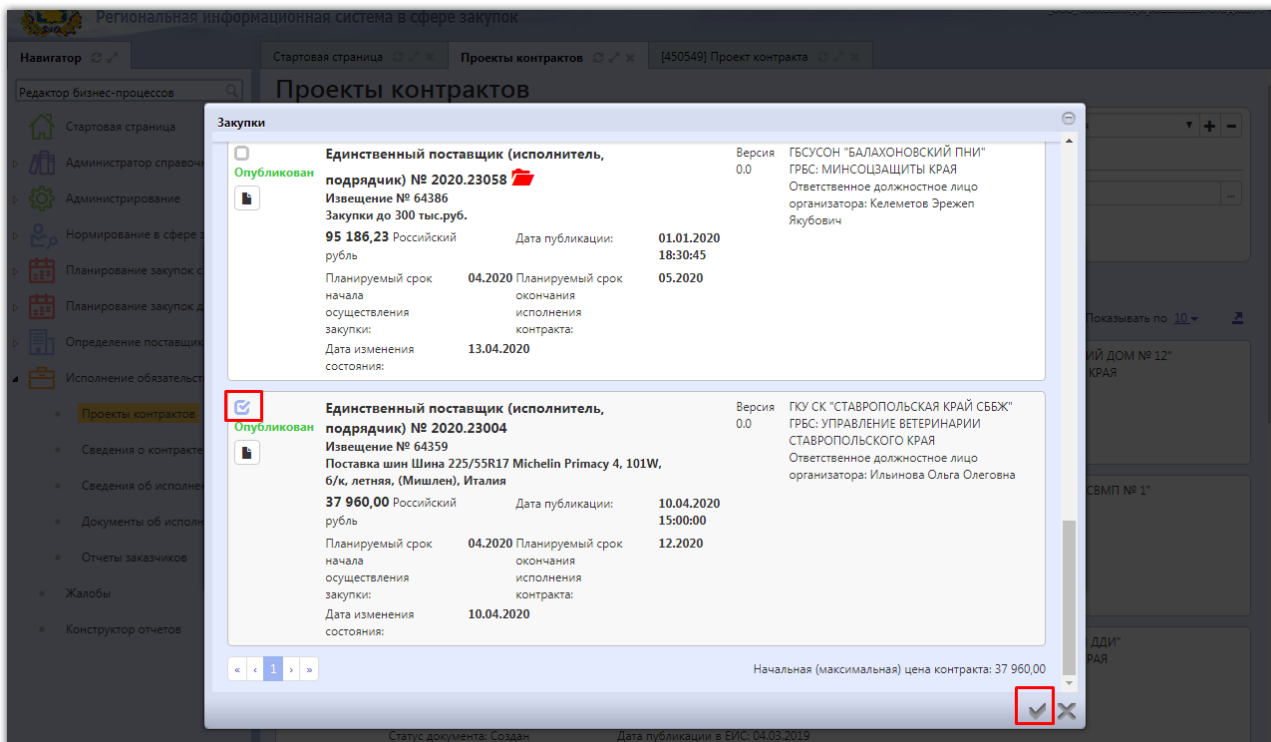 Региональная информационная система в сфере закупок
Навигатор
Стартовая страница
Проекты контрактов
[450549] Проект контракта
Редактор бизнес-процессов
Проекты контрактов
Стартовая страница
Администратор справочн
Администрирование
Нормирование в сфере з
Планирование закупок с
Планирование закупок д
Определение поставщик
Исполнение обязательст
Проекты контрактов
Сведения о контракте
Сведения об исполнен
Документы об исполн
Отчеты заказчиков
Жалобы
Конструктор отчетов
Закупки
Опубликован
Единственный поставщик (исполнитель,
подрядчик) № 2020.23058
Извещение № 64386
Закупки до 300 тыс.руб.
Версия
0.0
ГБСУСОН "БАЛАХОНОВСКИЙ ПНИ"
ГРБС: МИНСОЦЗАЩИТЫ КРАЯ
Ответственное должностное лицо
организатора: Келеметов Эрежеп
Якубович
95 186,23 Российский
рубль
Дата публикации:
01.01.2020
18:30:45
Планируемый срок
начала
осуществления
закупки:
04.2020
Планируемый срок
окончания
исполнения
контракта:
05.2020
Дата изменения
состояния:
13.04.2020
Опубликован
Единственный поставщик (исполнитель,
подрядчик) № 2020.23004
Извещение № 64359
Поставка шин Шина 225/55R17 Michelin Primacy 4, 101W,
б/к, летняя, (Мишлен), Италия
Версия
0.0
ГКУ СК "СТАВРОПОЛЬСКАЯ КРАЙ СББЖ"
ГРБС: УПРАВЛЕНИЕ ВЕТЕРИНАРИИ
СТАВРОПОЛЬСКОГО КРАЯ
Ответственное должностное лицо
организатора: Ильинова Ольга Олеговна
37 960,00 Российский
рубль
Дата публикации:
10.04.2020
15:00:00
Планируемый срок
начала
осуществления
закупки:
04.2020
Планируемый срок
окончания
исполнения
контракта:
12.2020
Дата изменения
состояния:
10.04.2020
« ‹ 1 › »
Начальная (максимальная) цена контракта: 37 960,00
Показывать по 10
ИЙ ДОМ № 12"
КРАЯ
СВМП № 1"
ДДИ"
РАЯ
Статус документа: Создан
Дата публикации в ЕИС: 04.03.2019